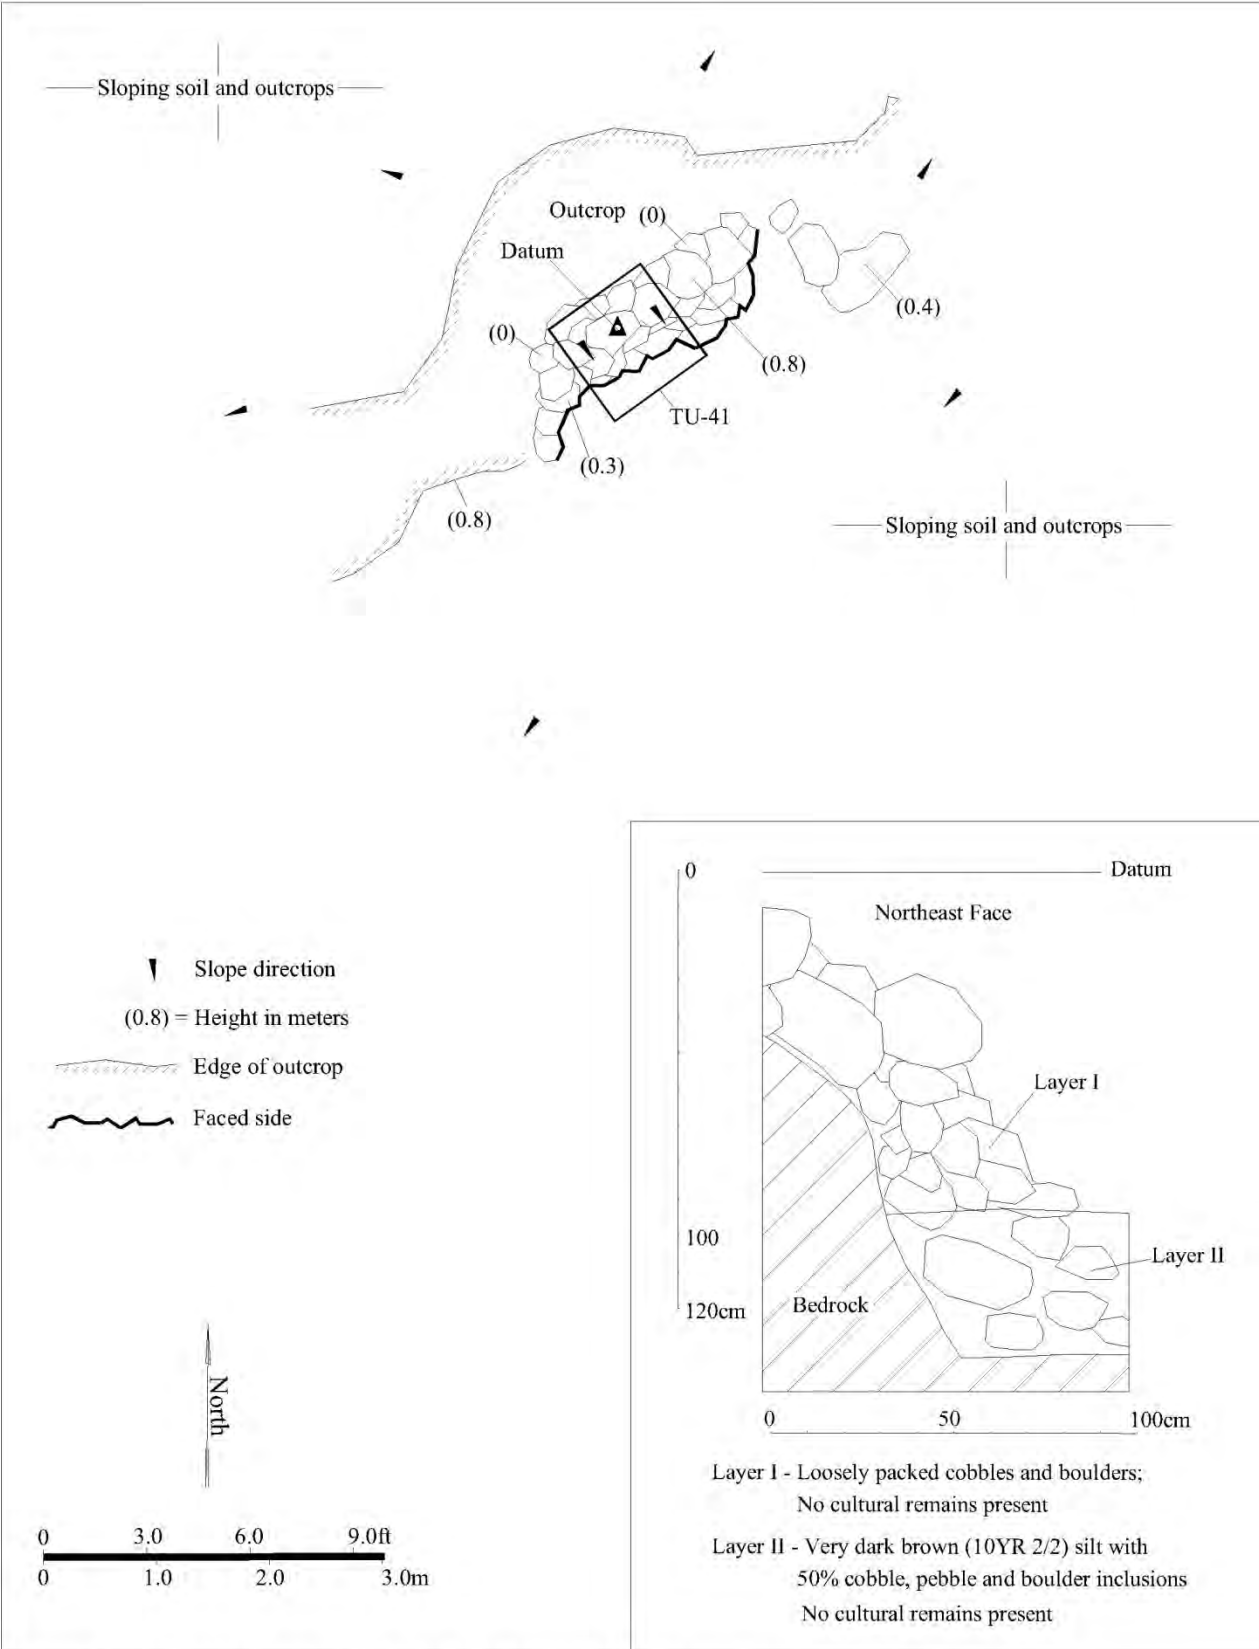 Sloping soil and outcrops
Outcrop (0)
Datum
(0)
(0.4)
(0.8)
TU-41
(0.3)
(0.8)
Sloping soil and outcrops
Slope direction
(0.8) = Height in meters
Edge of outcrop
Faced side
North
0 3.0 6.0 9.0ft
0 1.0 2.0 3.0m
0
Datum
Northeast Face
Layer I
100
Layer II
120cm
Bedrock
0 50 100cm
Layer I - Loosely packed cobbles and boulders;
No cultural remains present
Layer II - Very dark brown (10YR 2/2) silt with
50% cobble, pebble and boulder inclusions
No cultural remains present